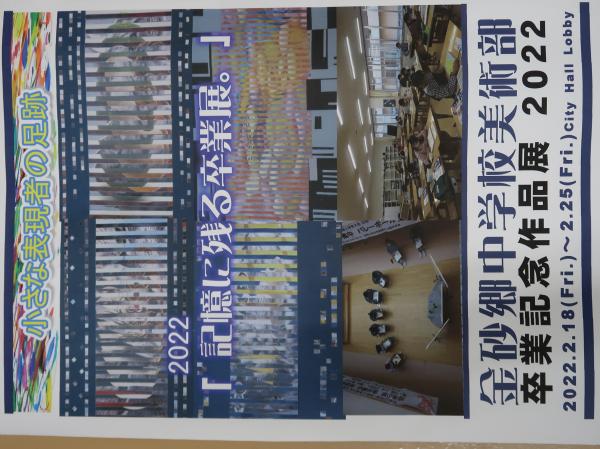 小さな表現者の足跡
2022
「記憶に残る卒業展。」
金砂郷中学校美術部
卒業記念作品展 2022
2022.2.18(Fri.)～2.25(Fri.)City Hall Lobby